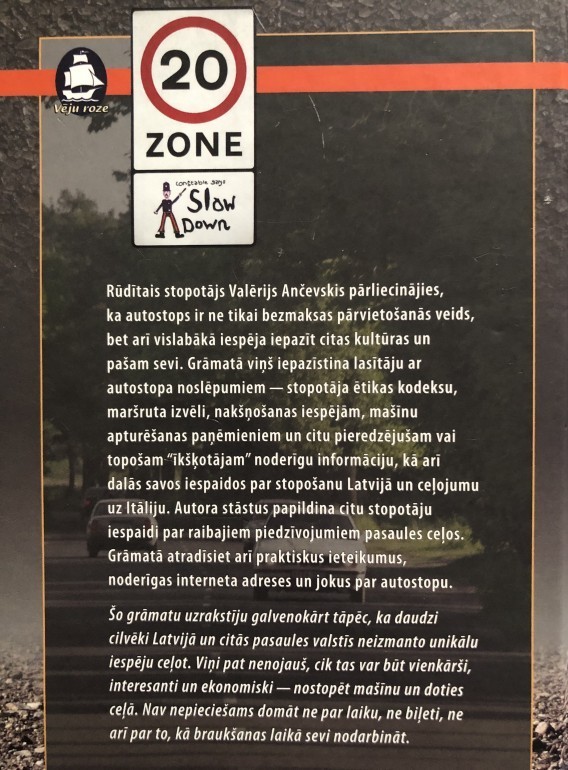 Vēju roze
20
ZONE
constable says
Slow
Down
Rūdītais stopotājs Valērijs Ančevskis pārliecinājies,
ka autostops ir ne tikai bezmaksas pārvietošanās veids,
bet arī vislabākā iespēja iepazīt citas kultūras un
pašam sevi. Grāmatā viņš iepazīstina lasītāju ar
autostopa noslēpumiem — stopotāja ētikas kodeksu,
maršruta izvēli, nakšņošanas iespējām, mašīnu
apturēšanas paņēmieniem un citu pieredzējušam vai
topošam “īkšķotājam” noderīgu informāciju, kā arī
dalās savos iespaidos par stopošanu Latvijā un ceļojumu
uz Itāliju. Autora stāstus papildina citu stopotāju
iespaidi par raibajiem piedzīvojumiem pasaules ceļos.
Grāmatā atradīsiet arī praktiskus ieteikumus,
noderīgas interneta adreses un jokus par autostopu.
Šo grāmatu uzrakstīju galvenokārt tāpēc, ka daudzi
cilvēki Latvijā un citās pasaules valstīs neizmanto unikālu
iespēju ceļot. Viņi pat nenojauš, cik tas var būt vienkārši,
interesanti un ekonomiski — nostopēt mašīnu un doties
ceļā. Nav nepieciešams domāt ne par laiku, ne biļeti, ne
arī par to, kā braukšanas laikā sevi nodarbināt.